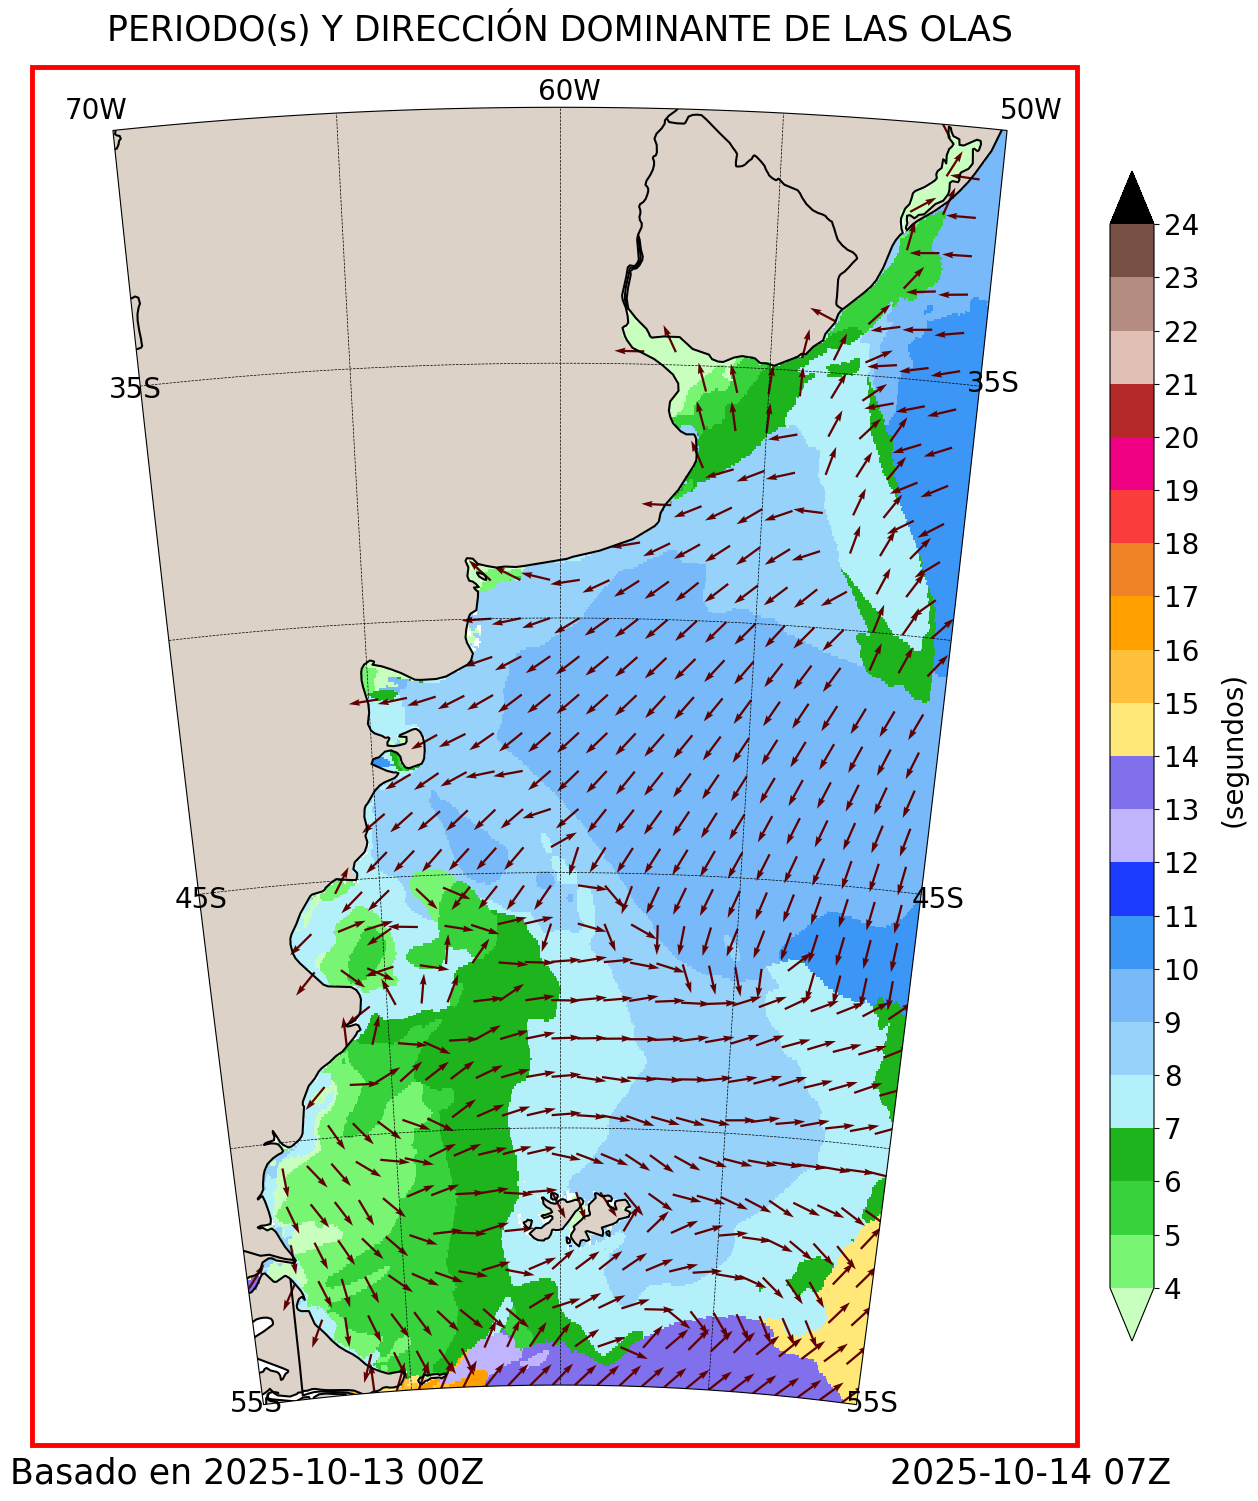 PERIODO(s) Y DIRECCIÓN DOMINANTE DE LAS OLAS
70W
60W
50W
35S
35S
45S
45S
55S
55S
24
23
22
21
20
19
18
17
16
15
14
13
12
11
10
9
8
7
6
5
4
(segundos)
Basado en 2025-10-13 00Z
2025-10-14 07Z